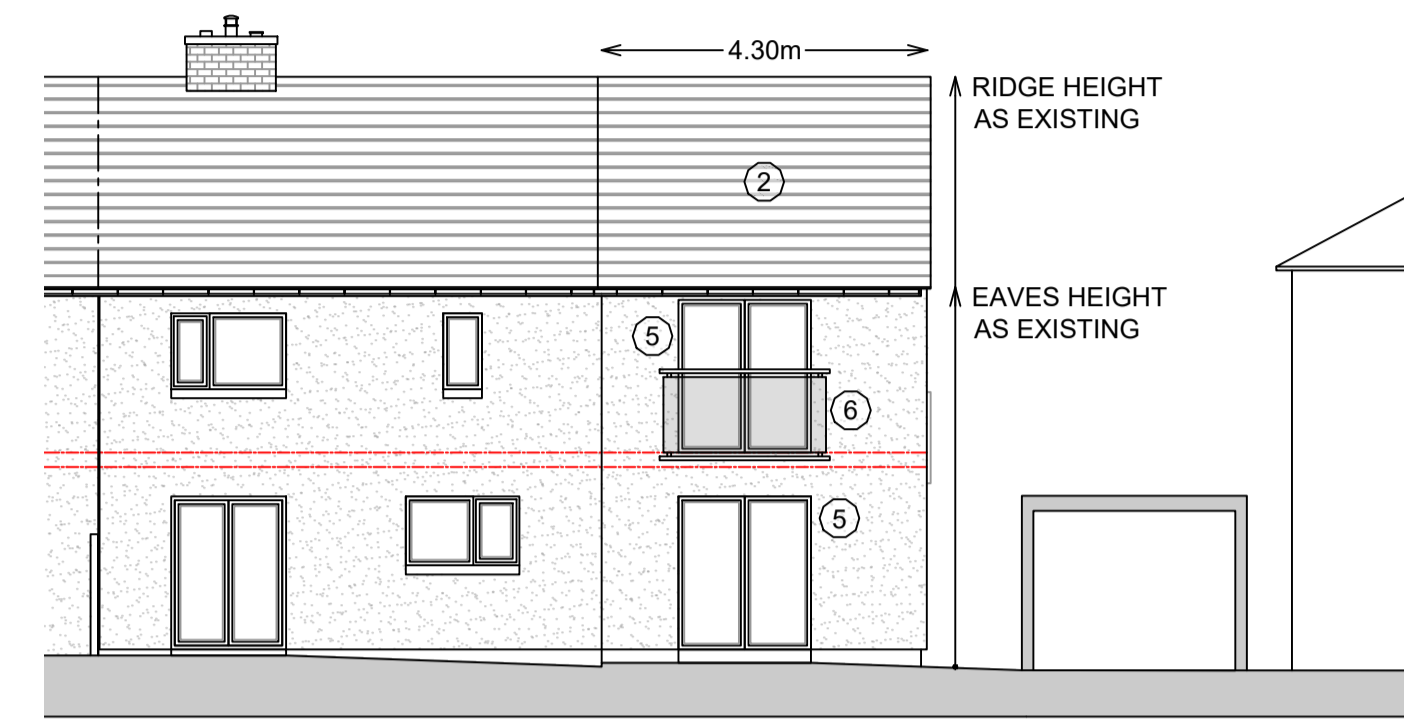 4.30m
RIDGE HEIGHT
AS EXISTING
2
EAVES HEIGHT
AS EXISTING
5
6
5